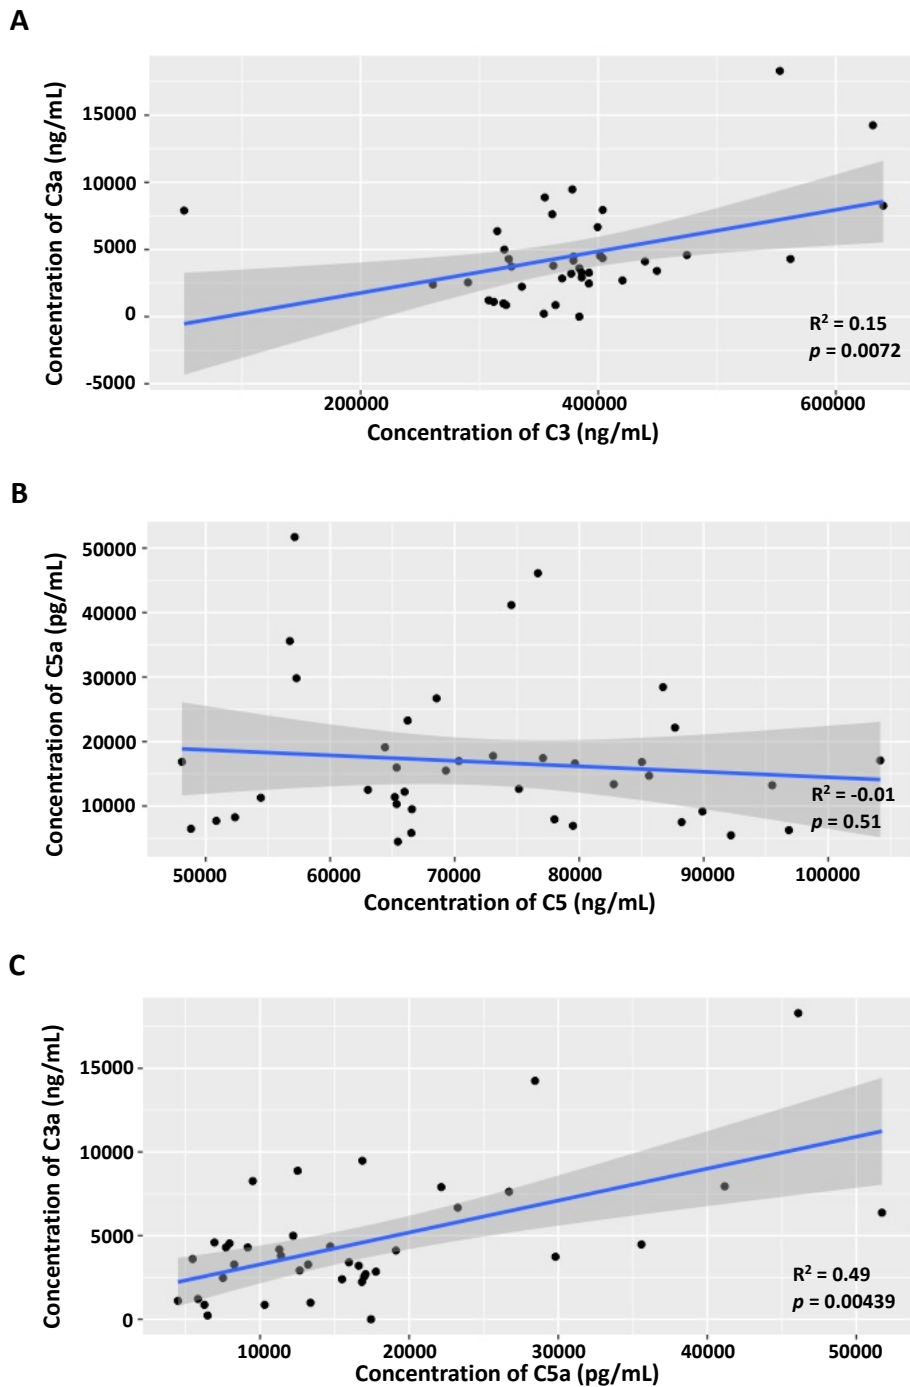 A
Concentration of C3a (ng/mL)
15000
10000
5000
0
-5000
R² = 0.15
p = 0.0072
200000 400000 600000
Concentration of C3 (ng/mL)
B
Concentration of C5a (pg/mL)
50000
40000
30000
20000
10000
R² = -0.01
p = 0.51
50000 60000 70000 80000 90000 100000
Concentration of C5 (ng/mL)
C
Concentration of C3a (ng/mL)
15000
10000
5000
0
R² = 0.49
p = 0.00439
10000 20000 30000 40000 50000
Concentration of C5a (pg/mL)